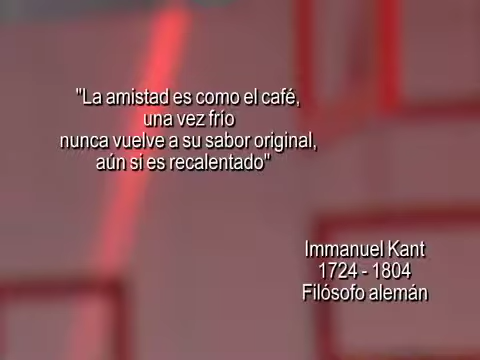 "La amistad es como el café,
una vez frío
nunca vuelve a su sabor original,
aún si es recalentado"
Immanuel Kant
1724 - 1804
Filósofo alemán